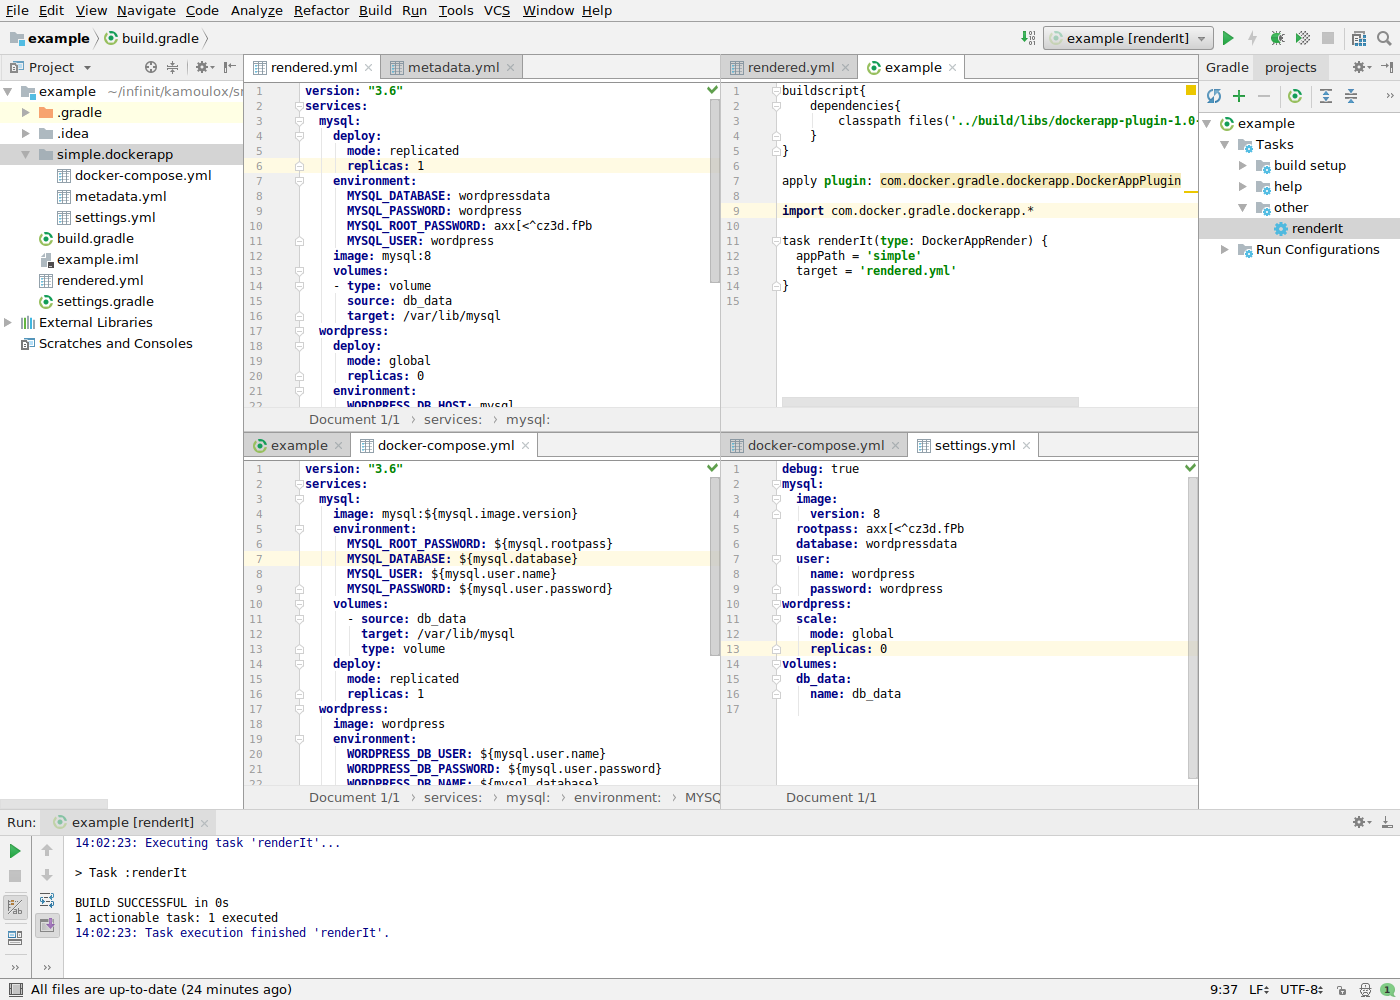 File Edit View Navigate Code Analyze Refactor Build Run Tools VCS Window Help
example build.gradle
example [renderIt]
Project
example ~/infinit/kamoulox/
.gradle
.idea
simple.dockerapp
docker-compose.yml
metadata.yml
settings.yml
build.gradle
example.iml
rendered.yml
settings.gradle
External Libraries
Scratches and Consoles
rendered.yml metadata.yml
1 version: "3.6"
2 services:
3 mysql:
4 deploy:
5 mode: replicated
6 replicas: 1
7 environment:
8 MYSQL_DATABASE: wordpressdata
9 MYSQL_PASSWORD: wordpress
10 MYSQL_ROOT_PASSWORD: axx[<^cz3d.fPb
11 MYSQL_USER: wordpress
12 image: mysql:8
13 volumes:
14 - type: volume
15 source: db_data
16 target: /var/lib/mysql
17 wordpress:
18 deploy:
19 mode: global
20 replicas: 0
21 environment:
22 WORDPRESS_DB_HOST: mysql
Document 1/1 › services: › mysql:
rendered.yml example
1 buildscript{
2 dependencies{
3 classpath files('../build/libs/dockerapp-plugin-1.0-
4 }
5 }
6
7 apply plugin: com.docker.gradle.dockerapp.DockerAppPlugin
8
9 import com.docker.gradle.dockerapp.*
10
11 task renderIt(type: DockerAppRender) {
12 appPath = 'simple'
13 target = 'rendered.yml'
14 }
15
example docker-compose.yml
1 version: "3.6"
2 services:
3 mysql:
4 image: mysql:${mysql.image.version}
5 environment:
6 MYSQL_ROOT_PASSWORD: ${mysql.rootpass}
7 MYSQL_DATABASE: ${mysql.database}
8 MYSQL_USER: ${mysql.user.name}
9 MYSQL_PASSWORD: ${mysql.user.password}
10 volumes:
11 - source: db_data
12 target: /var/lib/mysql
13 type: volume
14 deploy:
15 mode: replicated
16 replicas: 1
17 wordpress:
18 image: wordpress
19 environment:
20 WORDPRESS_DB_USER: ${mysql.user.name}
21 WORDPRESS_DB_PASSWORD: ${mysql.user.password}
22 WORDPRESS_DB_NAME: ${mysql.database}
Document 1/1 › services: › mysql: › environment: › MYSQ
docker-compose.yml settings.yml
1 debug: true
2 mysql:
3 image:
4 version: 8
5 rootpass: axx[<^cz3d.fPb
6 database: wordpressdata
7 user:
8 name: wordpress
9 password: wordpress
10 wordpress:
11 scale:
12 mode: global
13 replicas: 0
14 volumes:
15 db_data:
16 name: db_data
17
Document 1/1
Gradle projects
example
Tasks
build setup
help
other
renderIt
Run Configurations
Run: example [renderIt]
14:02:23: Executing task 'renderIt'...
> Task :renderIt
BUILD SUCCESSFUL in 0s
1 actionable task: 1 executed
14:02:23: Task execution finished 'renderIt'.
All files are up-to-date (24 minutes ago)
9:37 LF UTF-8 1